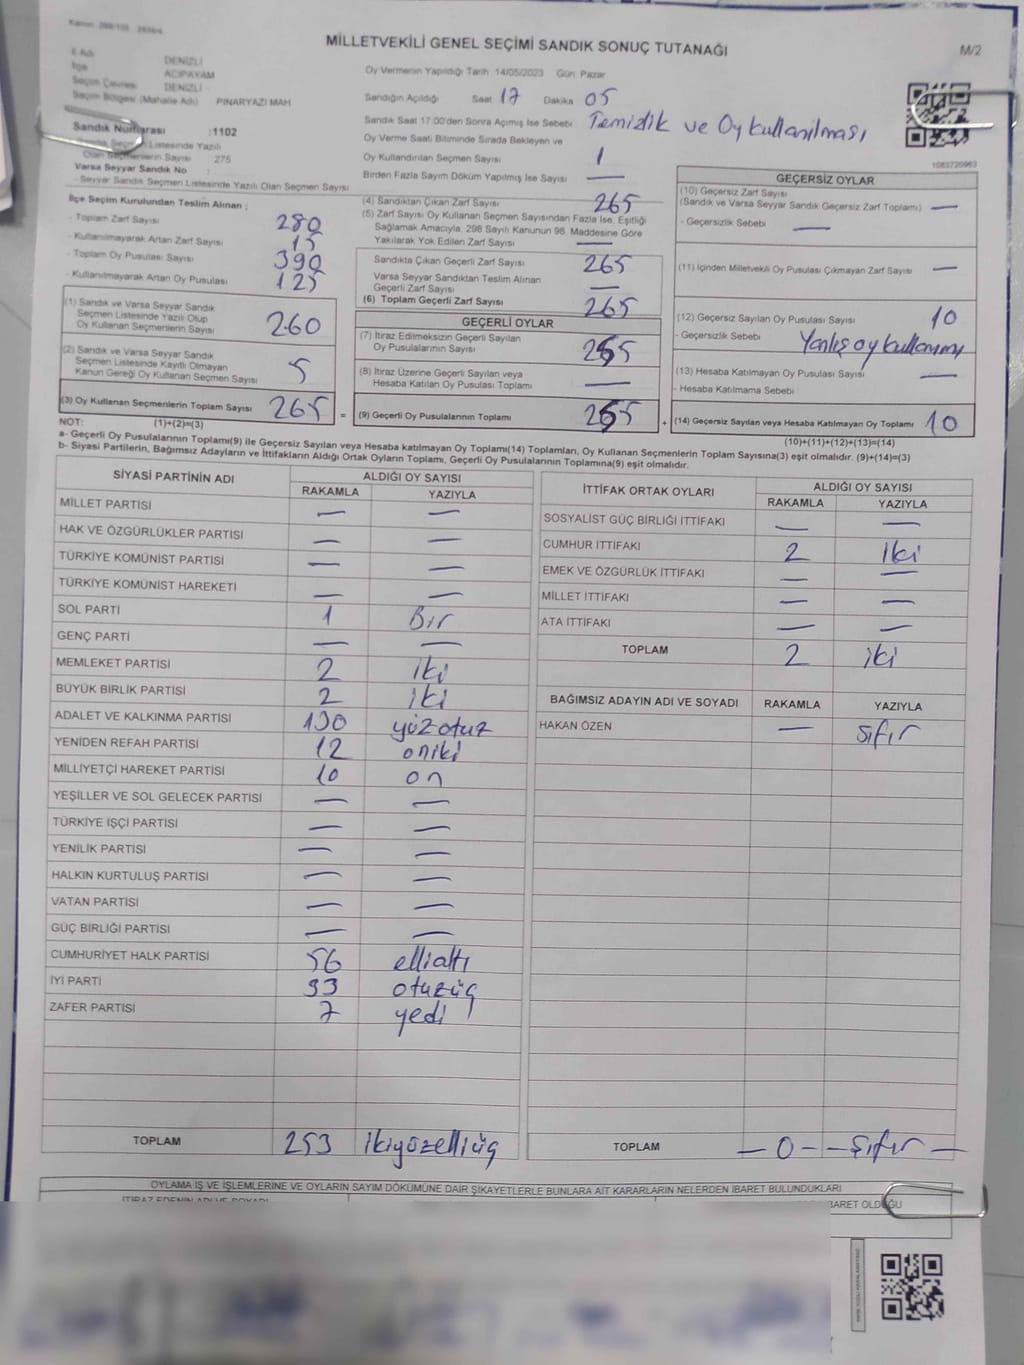 MİLLETVEKİLİ GENEL SEÇİMİ SANDIK SONUÇ TUTANAĞI
M/2
İlçe ACIPAYAM
DENİZLİ
Seçim Çevresi DENİZLİ
Seçim Bölgesi (Mahalle Adı) PINARYAZI MAH
Sandık Numarası :1102
Olan Seçmenlerin Sayısı 275
Varsa Seyyar Sandık No :
- Seyyar Sandık Seçmen Listesinde Yazılı Olan Seçmen Sayısı
Oy Vermenin Yapıldığı Tarih 14/05/2023 Gün: Pazar
Sandığın Açıldığı Saat 17 Dakika 05
Sandık Saat 17:00'den Sonra Açımış İse Sebebi Temizlik ve Oy kullanılması
Oy Verme Saati Bitiminde Sırada Bekleyen ve
Oy Kullandırılan Seçmen Sayısı 1
Birden Fazla Sayım Döküm Yapılmış İse Sayısı —
1083720963
İlçe Seçim Kurulundan Teslim Alınan ;
- Toplam Zarf Sayısı 280
- Kullanılmayarak Artan Zarf Sayısı 15
- Toplam Oy Pusulası Sayısı 390
- Kullanılmayarak Artan Oy Pusulası 125
(1) Sandık ve Varsa Seyyar Sandık
Seçmen Listesinde Yazılı Olup
Oy Kullanan Seçmenlerin Sayısı 260
(2) Sandık ve Varsa Seyyar Sandık
Seçmen Listesinde Kayıtlı Olmayan
Kanun Gereği Oy Kullanan Seçmen Sayısı 5
(3) Oy Kullanan Seçmenlerin Toplam Sayısı 265 =
(4) Sandıktan Çıkan Zarf Sayısı 265
(5) Zarf Sayısı Oy Kullanan Seçmen Sayısından Fazla İse, Eşitliği
Sağlamak Amacıyla, 298 Sayılı Kanunun 98. Maddesine Göre
Yakılarak Yok Edilen Zarf Sayısı —
Sandıkta Çıkan Geçerli Zarf Sayısı 265
Varsa Seyyar Sandıktan Teslim Alınan
Geçerli Zarf Sayısı —
(6) Toplam Geçerli Zarf Sayısı 265
GEÇERLİ OYLAR
(7) İtiraz Edilmeksizin Geçerli Sayılan
Oy Pusulalarının Sayısı 255
(8) İtiraz Üzerine Geçerli Sayılan veya
Hesaba Katılan Oy Pusulası Toplamı —
(9) Geçerli Oy Pusulalarının Toplamı 255 +
GEÇERSİZ OYLAR
(10) Geçersiz Zarf Sayısı
(Sandık ve Varsa Seyyar Sandık Geçersiz Zarf Toplamı) —
- Geçersizlik Sebebi —
(11) İçinden Milletvekili Oy Pusulası Çıkmayan Zarf Sayısı —
(12) Geçersiz Sayılan Oy Pusulası Sayısı 10
- Geçersizlik Sebebi Yanlış oy kullanımı
(13) Hesaba Katılmayan Oy Pusulası Sayısı —
- Hesaba Katılmama Sebebi
(14) Geçersiz Sayılan veya Hesaba Katılmayan Oy Toplamı 10
NOT: (1)+(2)=(3) (10)+(11)+(12)+(13)=(14)
a- Geçerli Oy Pusulalarının Toplamı(9) ile Geçersiz Sayılan veya Hesaba katılmayan Oy Toplamı(14) Toplamları, Oy Kullanan Seçmenlerin Toplam Sayısına(3) eşit olmalıdır. (9)+(14)=(3)
b- Siyasi Partilerin, Bağımsız Adayların ve İttifakların Aldığı Ortak Oyların Toplamı, Geçerli Oy Pusulalarının Toplamına(9) eşit olmalıdır.
SİYASİ PARTİNİN ADI ALDIĞI OY SAYISI
RAKAMLA YAZIYLA
MİLLET PARTİSİ — —
HAK VE ÖZGÜRLÜKLER PARTİSİ — —
TÜRKİYE KOMÜNİST PARTİSİ — —
TÜRKİYE KOMÜNİST HAREKETİ — —
SOL PARTİ 1 Bir
GENÇ PARTİ — —
MEMLEKET PARTİSİ 2 iki
BÜYÜK BİRLİK PARTİSİ 2 iki
ADALET VE KALKINMA PARTİSİ 130 yüzotuz
YENİDEN REFAH PARTİSİ 12 oniki
MİLLİYETÇİ HAREKET PARTİSİ 10 on
YEŞİLLER VE SOL GELECEK PARTİSİ — —
TÜRKİYE İŞÇİ PARTİSİ — —
YENİLİK PARTİSİ — —
HALKIN KURTULUŞ PARTİSİ — —
VATAN PARTİSİ — —
GÜÇ BİRLİĞİ PARTİSİ — —
CUMHURİYET HALK PARTİSİ 56 ellialtı
İYİ PARTİ 33 otuzüç
ZAFER PARTİSİ 7 yedi
TOPLAM 253 ikiyüzelliüç
İTTİFAK ORTAK OYLARI ALDIĞI OY SAYISI
RAKAMLA YAZIYLA
SOSYALİST GÜÇ BİRLİĞİ İTTİFAKI — —
CUMHUR İTTİFAKI 2 iki
EMEK VE ÖZGÜRLÜK İTTİFAKI — —
MİLLET İTTİFAKI — —
ATA İTTİFAKI — —
TOPLAM 2 iki
BAĞIMSIZ ADAYIN ADI VE SOYADI RAKAMLA YAZIYLA
HAKAN ÖZEN — sıfır
TOPLAM — 0 — — Sıfır —
OYLAMA İŞ VE İŞLEMLERİNE VE OYLARIN SAYIM DÖKÜMÜNE DAİR ŞİKAYETLERLE BUNLARA AİT KARARLARIN NELERDEN İBARET BULUNDUKLARI
İTİRAZ EDENİN ADI VE SOYADI
İBARET OLDUĞU